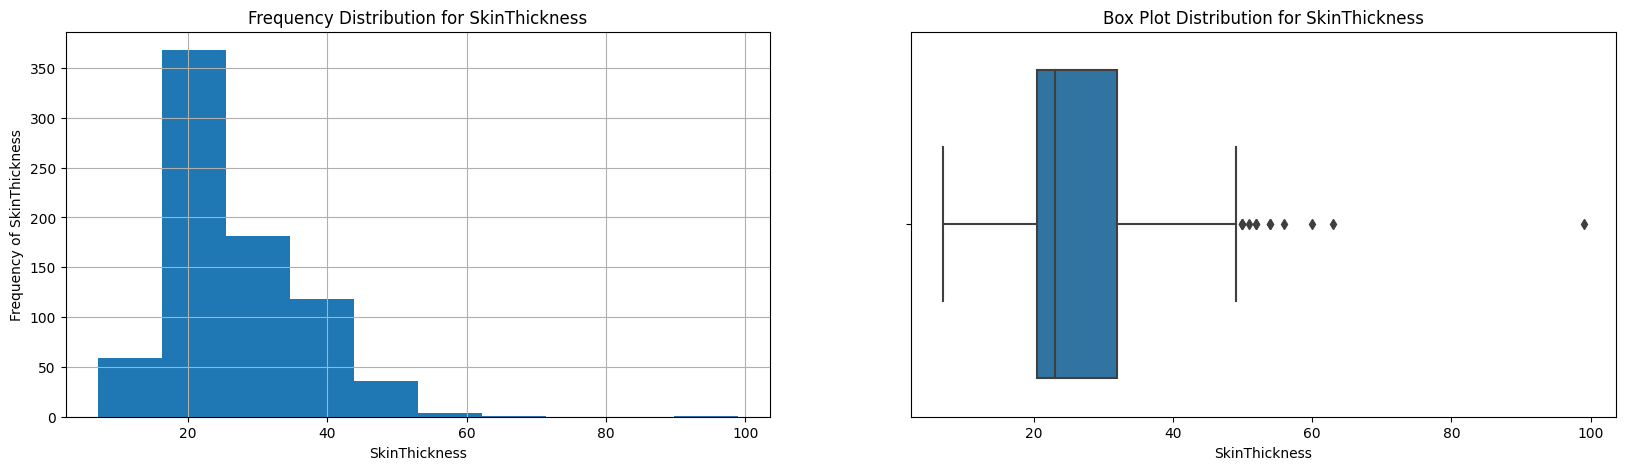 Frequency Distribution for SkinThickness
Frequency of SkinThickness
350
300
250
200
150
100
50
0
20 40 60 80 100
SkinThickness
Box Plot Distribution for SkinThickness
20 40 60 80 100
SkinThickness